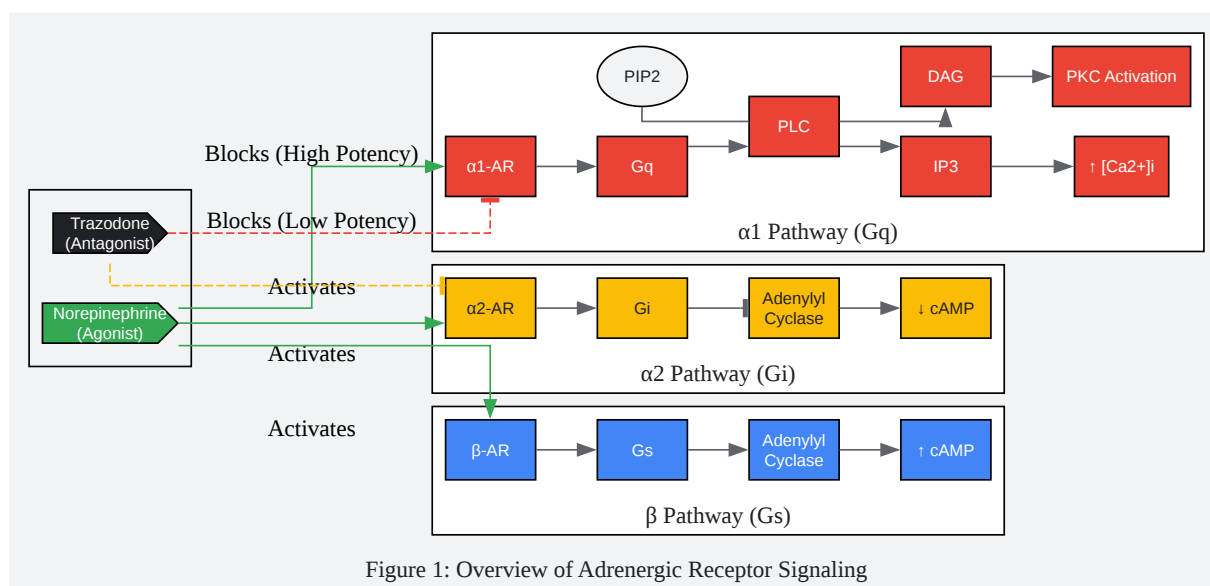 PIP2
DAG
PKC Activation
PLC
Blocks (High Potency)
α1-AR
Gq
IP3
↑ [Ca2+]i
Trazodone
(Antagonist)
Blocks (Low Potency)
α1 Pathway (Gq)
Activates
Norepinephrine
(Agonist)
α2-AR
Gi
Adenylyl
Cyclase
↓ cAMP
Activates
α2 Pathway (Gi)
Activates
β-AR
Gs
Adenylyl
Cyclase
↑ cAMP
β Pathway (Gs)
Figure 1: Overview of Adrenergic Receptor Signaling